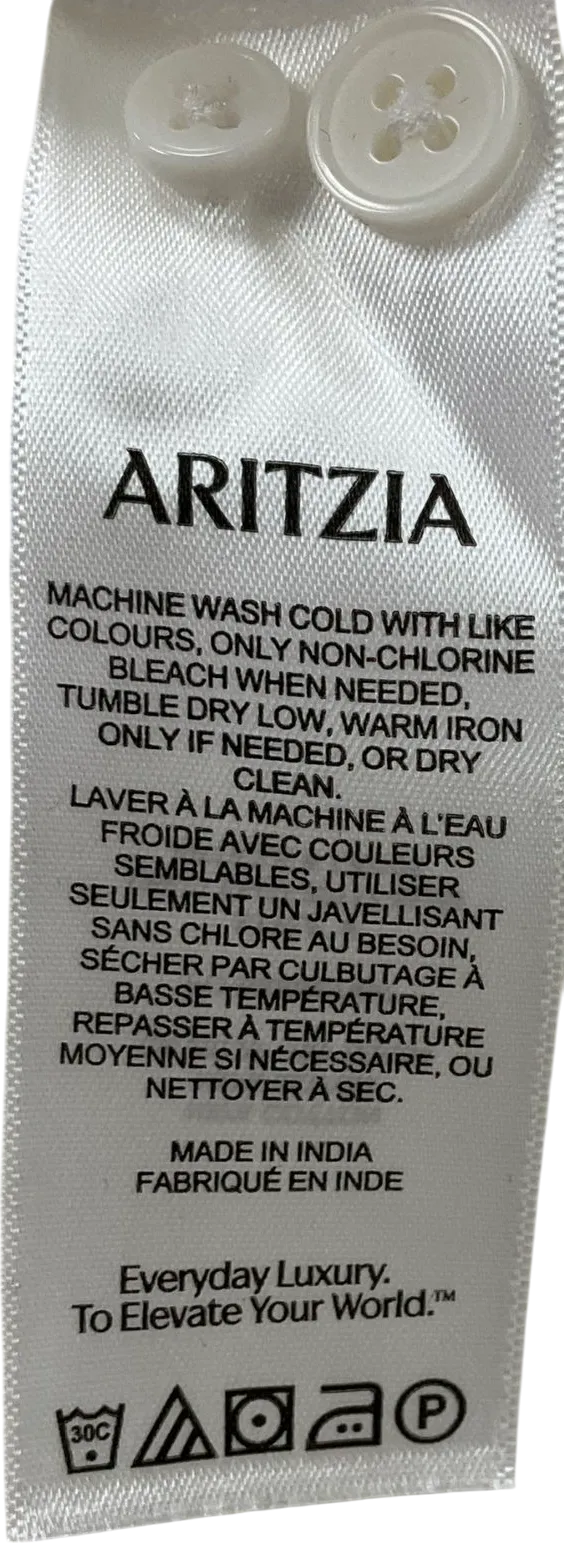 ARITZIA
MACHINE WASH COLD WITH LIKE
COLOURS, ONLY NON-CHLORINE
BLEACH WHEN NEEDED,
TUMBLE DRY LOW, WARM IRON
ONLY IF NEEDED, OR DRY
CLEAN.
LAVER À LA MACHINE À L'EAU
FROIDE AVEC COULEURS
SEMBLABLES, UTILISER
SEULEMENT UN JAVELLISANT
SANS CHLORE AU BESOIN,
SÉCHER PAR CULBUTAGE À
BASSE TEMPÉRATURE,
REPASSER À TEMPÉRATURE
MOYENNE SI NÉCESSAIRE, OU
NETTOYER À SEC.
MADE IN INDIA
FABRIQUÉ EN INDE
Everyday Luxury.
To Elevate Your World.™
30C P